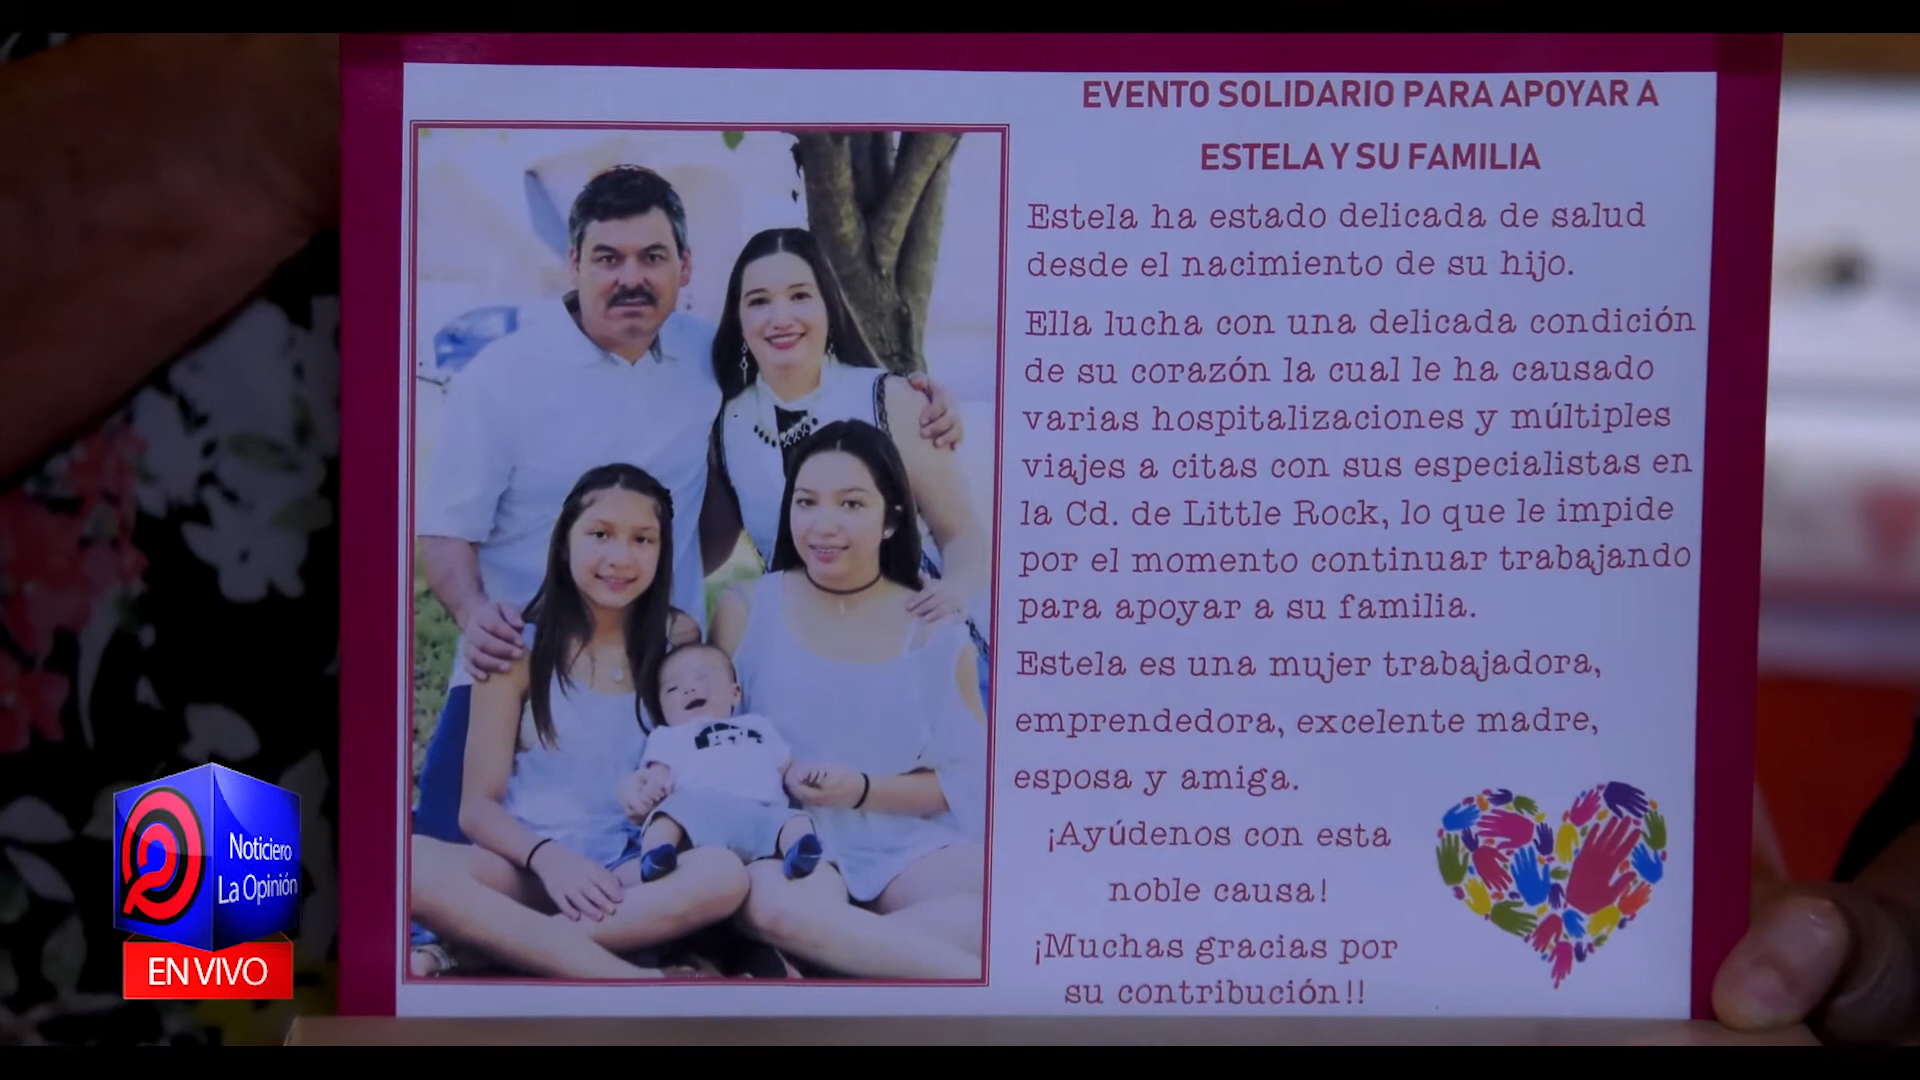 EVENTO SOLIDARIO PARA APOYAR A
ESTELA Y SU FAMILIA
Estela ha estado delicada de salud
desde el nacimiento de su hijo.
Ella lucha con una delicada condición
de su corazón la cual le ha causado
varias hospitalizaciones y múltiples
viajes a citas con sus especialistas en
la Cd. de Little Rock, lo que le impide
por el momento continuar trabajando
para apoyar a su familia.
Estela es una mujer trabajadora,
emprendedora, excelente madre,
esposa y amiga.
¡Ayúdenos con esta
noble causa!
¡Muchas gracias por
su contribución!!
Noticiero
La Opinión
EN VIVO